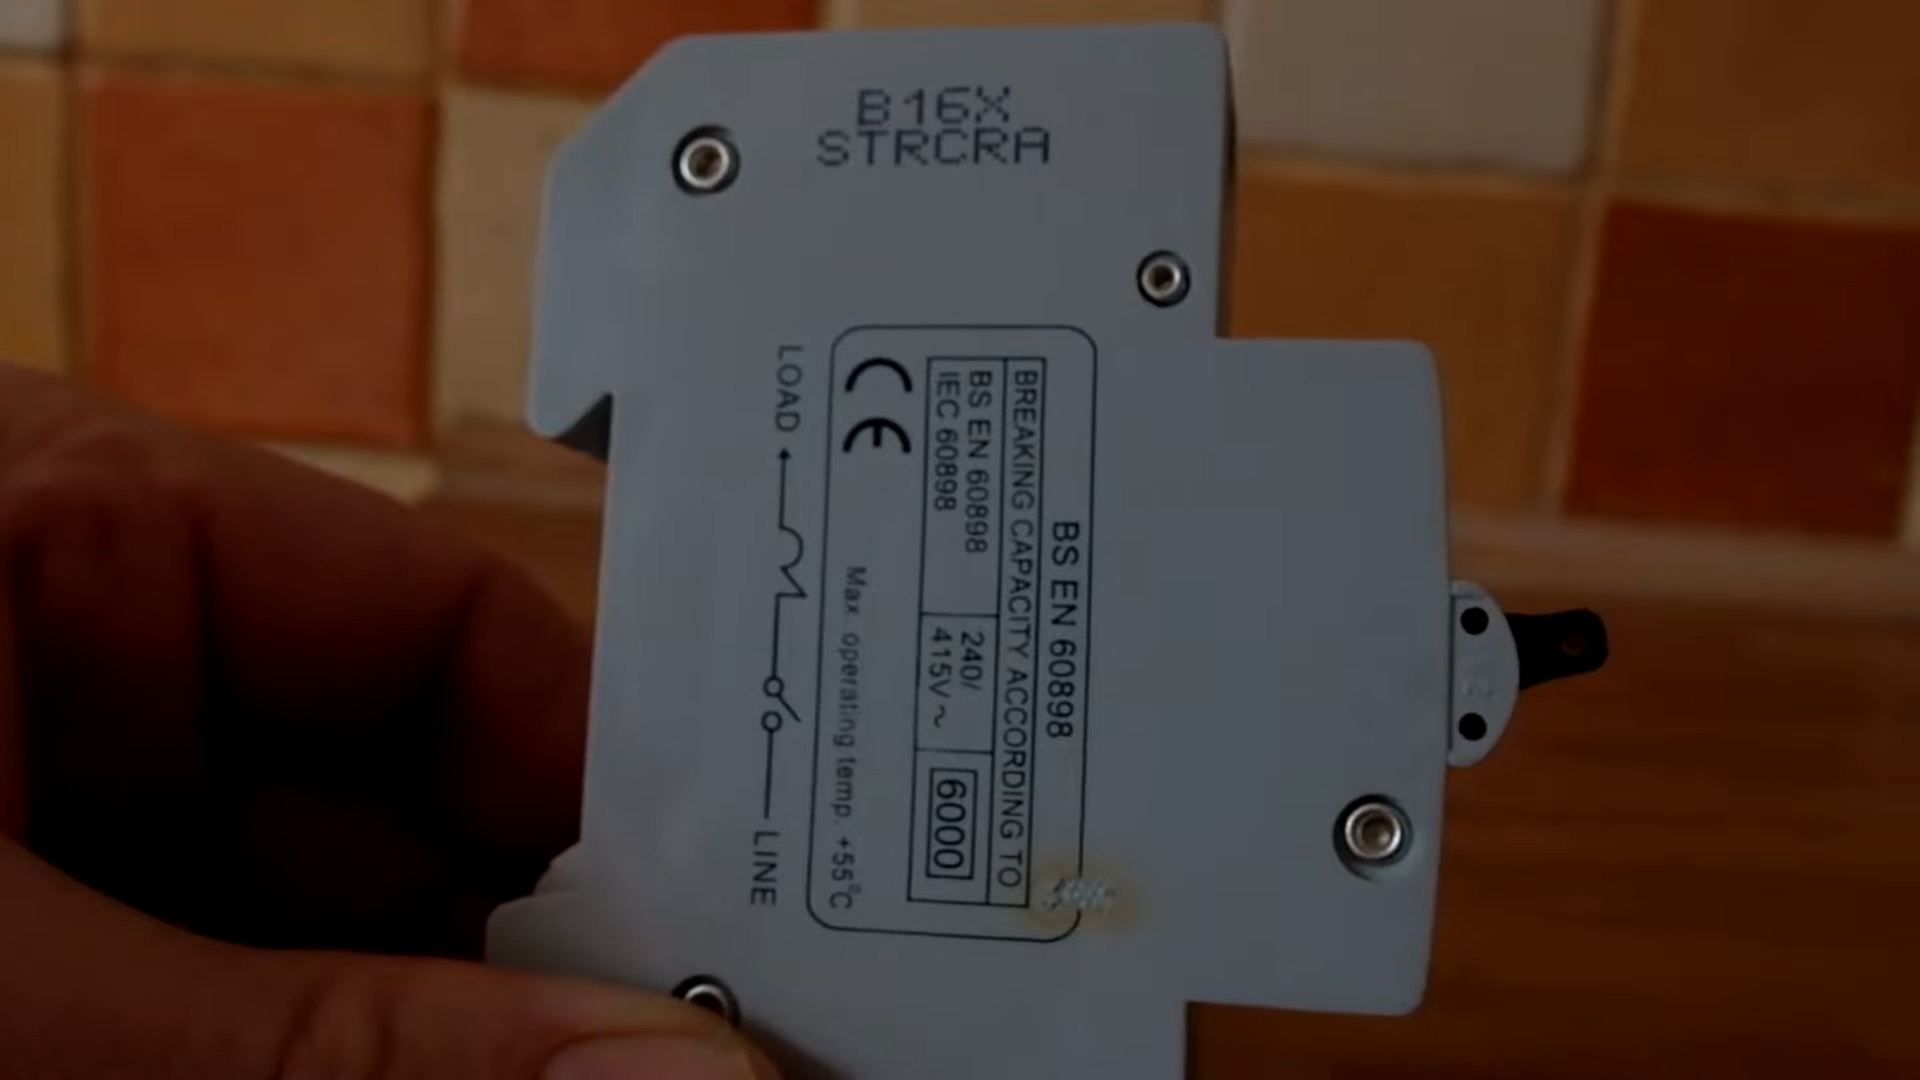 B16X
STRCRA
BS EN 60898
BREAKING CAPACITY ACCORDING TO
BS EN 60898
IEC 60898
240/
415V~
6000
CE
Max. operating temp. +55°C
LOAD
LINE